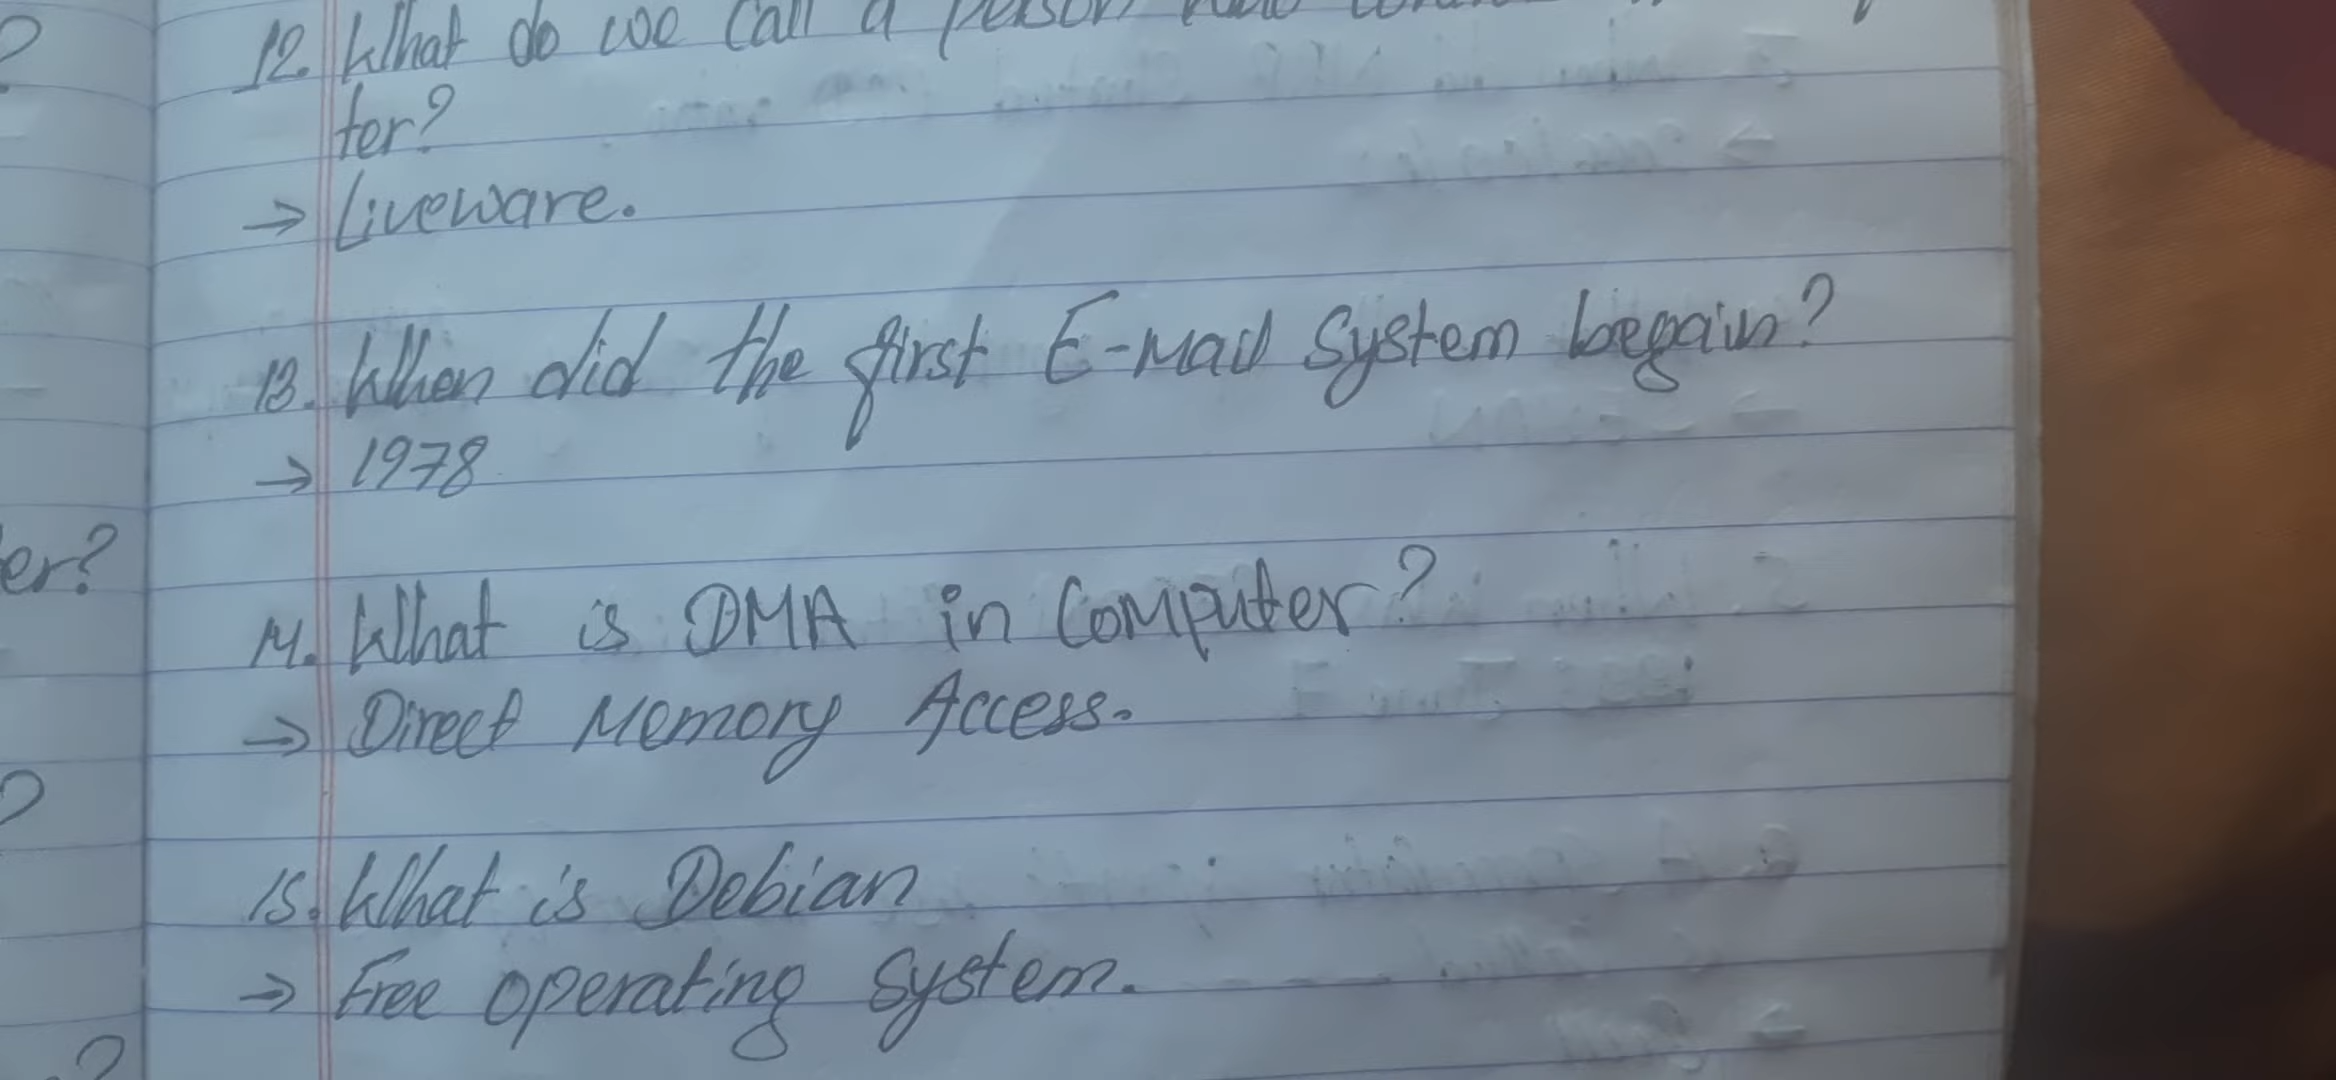 12. What do we call a person
ter?
→ Liveware.
13. When did the first E-mail System begain?
→ 1978
14. What is DMA in Computer?
→ Direct Memory Access.
er?
15. What is Debian
→ Free operating System.